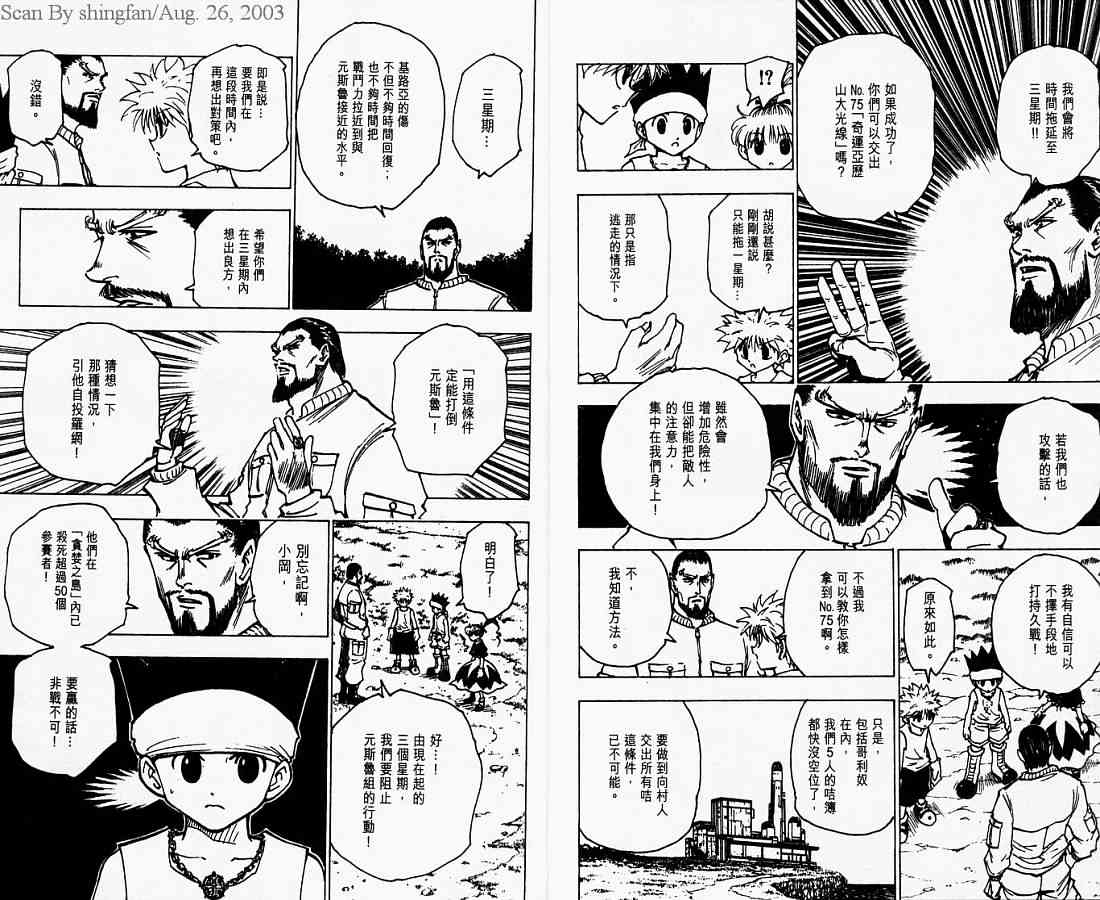 Scan By shingfan/Aug. 26, 2003
我們會將
時間拖延至
三星期!!
如果成功了，
你們可以交出
No.75「奇運亞歷
山大光線」嗎？
!?
胡說甚麼？
剛剛還說
只能拖一星期…
那只是指
逃走的情況
下。
若我們也
攻擊的話，
雖然會
增加危險性，
但卻能把敵人
的注意力，
集中在我們身上！
我有自信可以
不擇手段地
打持久戰！
原來如此。
不過我
可以教你怎樣
拿到No.75啊。
不，
我知道方法。
只是，
包括哥利奴
在內，
我們5人的咭簿
都快沒空位了，
要做到向村人
交出所有咭
這條件，
已不可能。
三星期…
基路亞的傷
不但不夠時間回復；
也不夠時間把
戰鬥力拉近到與
元斯魯接近的水平。
即是說…
要我們在
這段時間內，
再想出對策吧。
沒錯。
希望你們
在三星期內
想出良方，
「用這條件
定能打倒
元斯魯」！
猜想一下
那種情況，
引他自投羅網！
明白了！
好…！
由現在起的
三個星期，
我們要阻止
元斯魯組的行動！
別忘記啊，
小岡，
他們在
「貪婪之島」內已
殺死超過50個
參賽者！
要贏的話…
非戰不可！